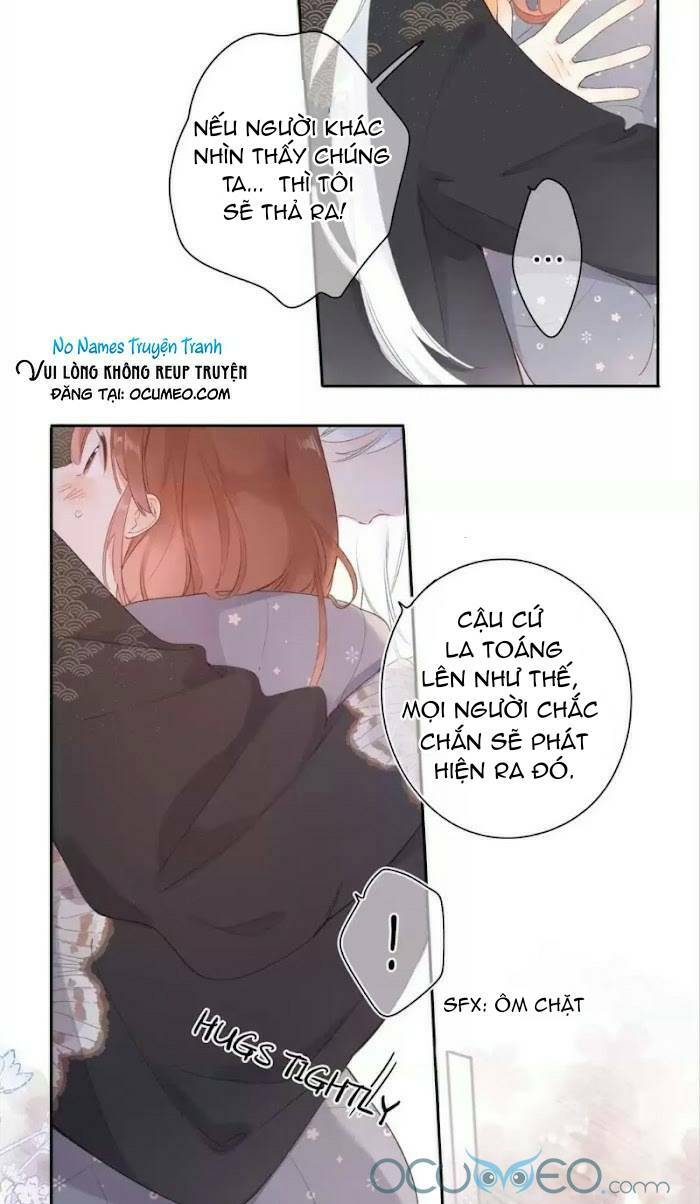 NẾU NGƯỜI KHÁC
NHÌN THẤY CHÚNG
TA... THÌ TÔI
SẼ THẢ RA!
...
No Names Truyện Tranh
VUI LÒNG KHÔNG REUP TRUYỆN
ĐĂNG TẠI: OCUMEO.COM
CẬU CỨ
LA TOÁNG
LÊN NHƯ THẾ,
MỌI NGƯỜI CHẮC
CHẮN SẼ PHÁT
HIỆN RA ĐÓ.
!
SFX: ÔM CHẶT
HUGS TIGHTLY
OCUMEO.comm